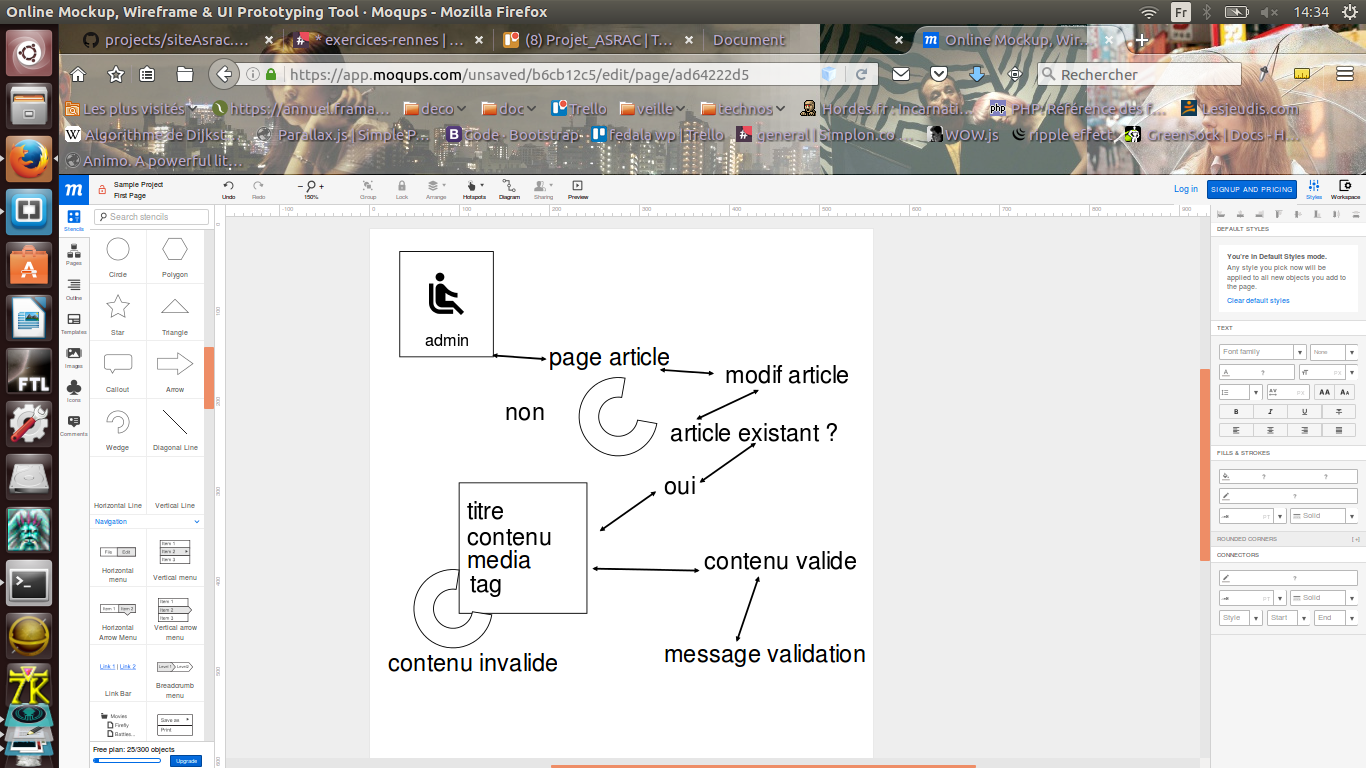 Online Mockup, Wireframe & UI Prototyping Tool · Moqups - Mozilla Firefox
Fr
14:34
projects/siteAsrac....
* exercices-rennes | ...
(8) Projet_ASRAC | T...
Document
Online Mockup, Wir...
https://app.moqups.com/unsaved/b6cb12c5/edit/page/ad64222d5
Rechercher
Les plus visités
https://annuel.frama...
deco
doc
Trello
veille
technos
Hordes.fr : Incarnati...
PHP: Référence des f...
Lesjeudis.com
Algorithme de Dijkst...
Parallax.js | Simple P...
Code · Bootstrap
fedala wp | Trello
general | Simplon.co ...
WOW.js
ripple effect
GreenSock | Docs - H...
Animo. A powerful lit...
Sample Project
First Page
Undo
Redo
150%
Group
Lock
Arrange
Hotspots
Diagram
Sharing
Preview
Log in
SIGNUP AND PRICING
Styles
Workspace
Stencils
Pages
Outline
Templates
Images
Icons
Comments
Search stencils
Circle
Polygon
Star
Triangle
Callout
Arrow
Wedge
Diagonal Line
Horizontal Line
Vertical Line
Navigation
File
Edit
Item 1
Item 2
Item 3
Horizontal
menu
Vertical menu
Item 1
Item 2
Item 1
Item 2
Item 3
Horizontal
Arrow Menu
Vertical arrow
menu
Link 1 | Link 2
Level 1
Level2
Link Bar
Breadcrumb
menu
Movies
Firefly
Battles...
Save as
Print
Free plan: 25/300 objects
Upgrade
-100
0
100
200
300
400
500
600
700
800
900
admin
page article
modif article
non
article existant ?
oui
titre
contenu
media
tag
contenu valide
message validation
contenu invalide
DEFAULT STYLES
You're in Default Styles mode.
Any style you pick now will be
applied to all new objects you add to
the page.
Clear default styles
TEXT
Font family
None
?
PX
PX
AA
AA
B
I
U
T
FILLS & STROKES
?
?
?
PT
Solid
ROUNDED CORNERS
[+]
CONNECTORS
?
PT
Solid
Style
Start
End
FTL
7K